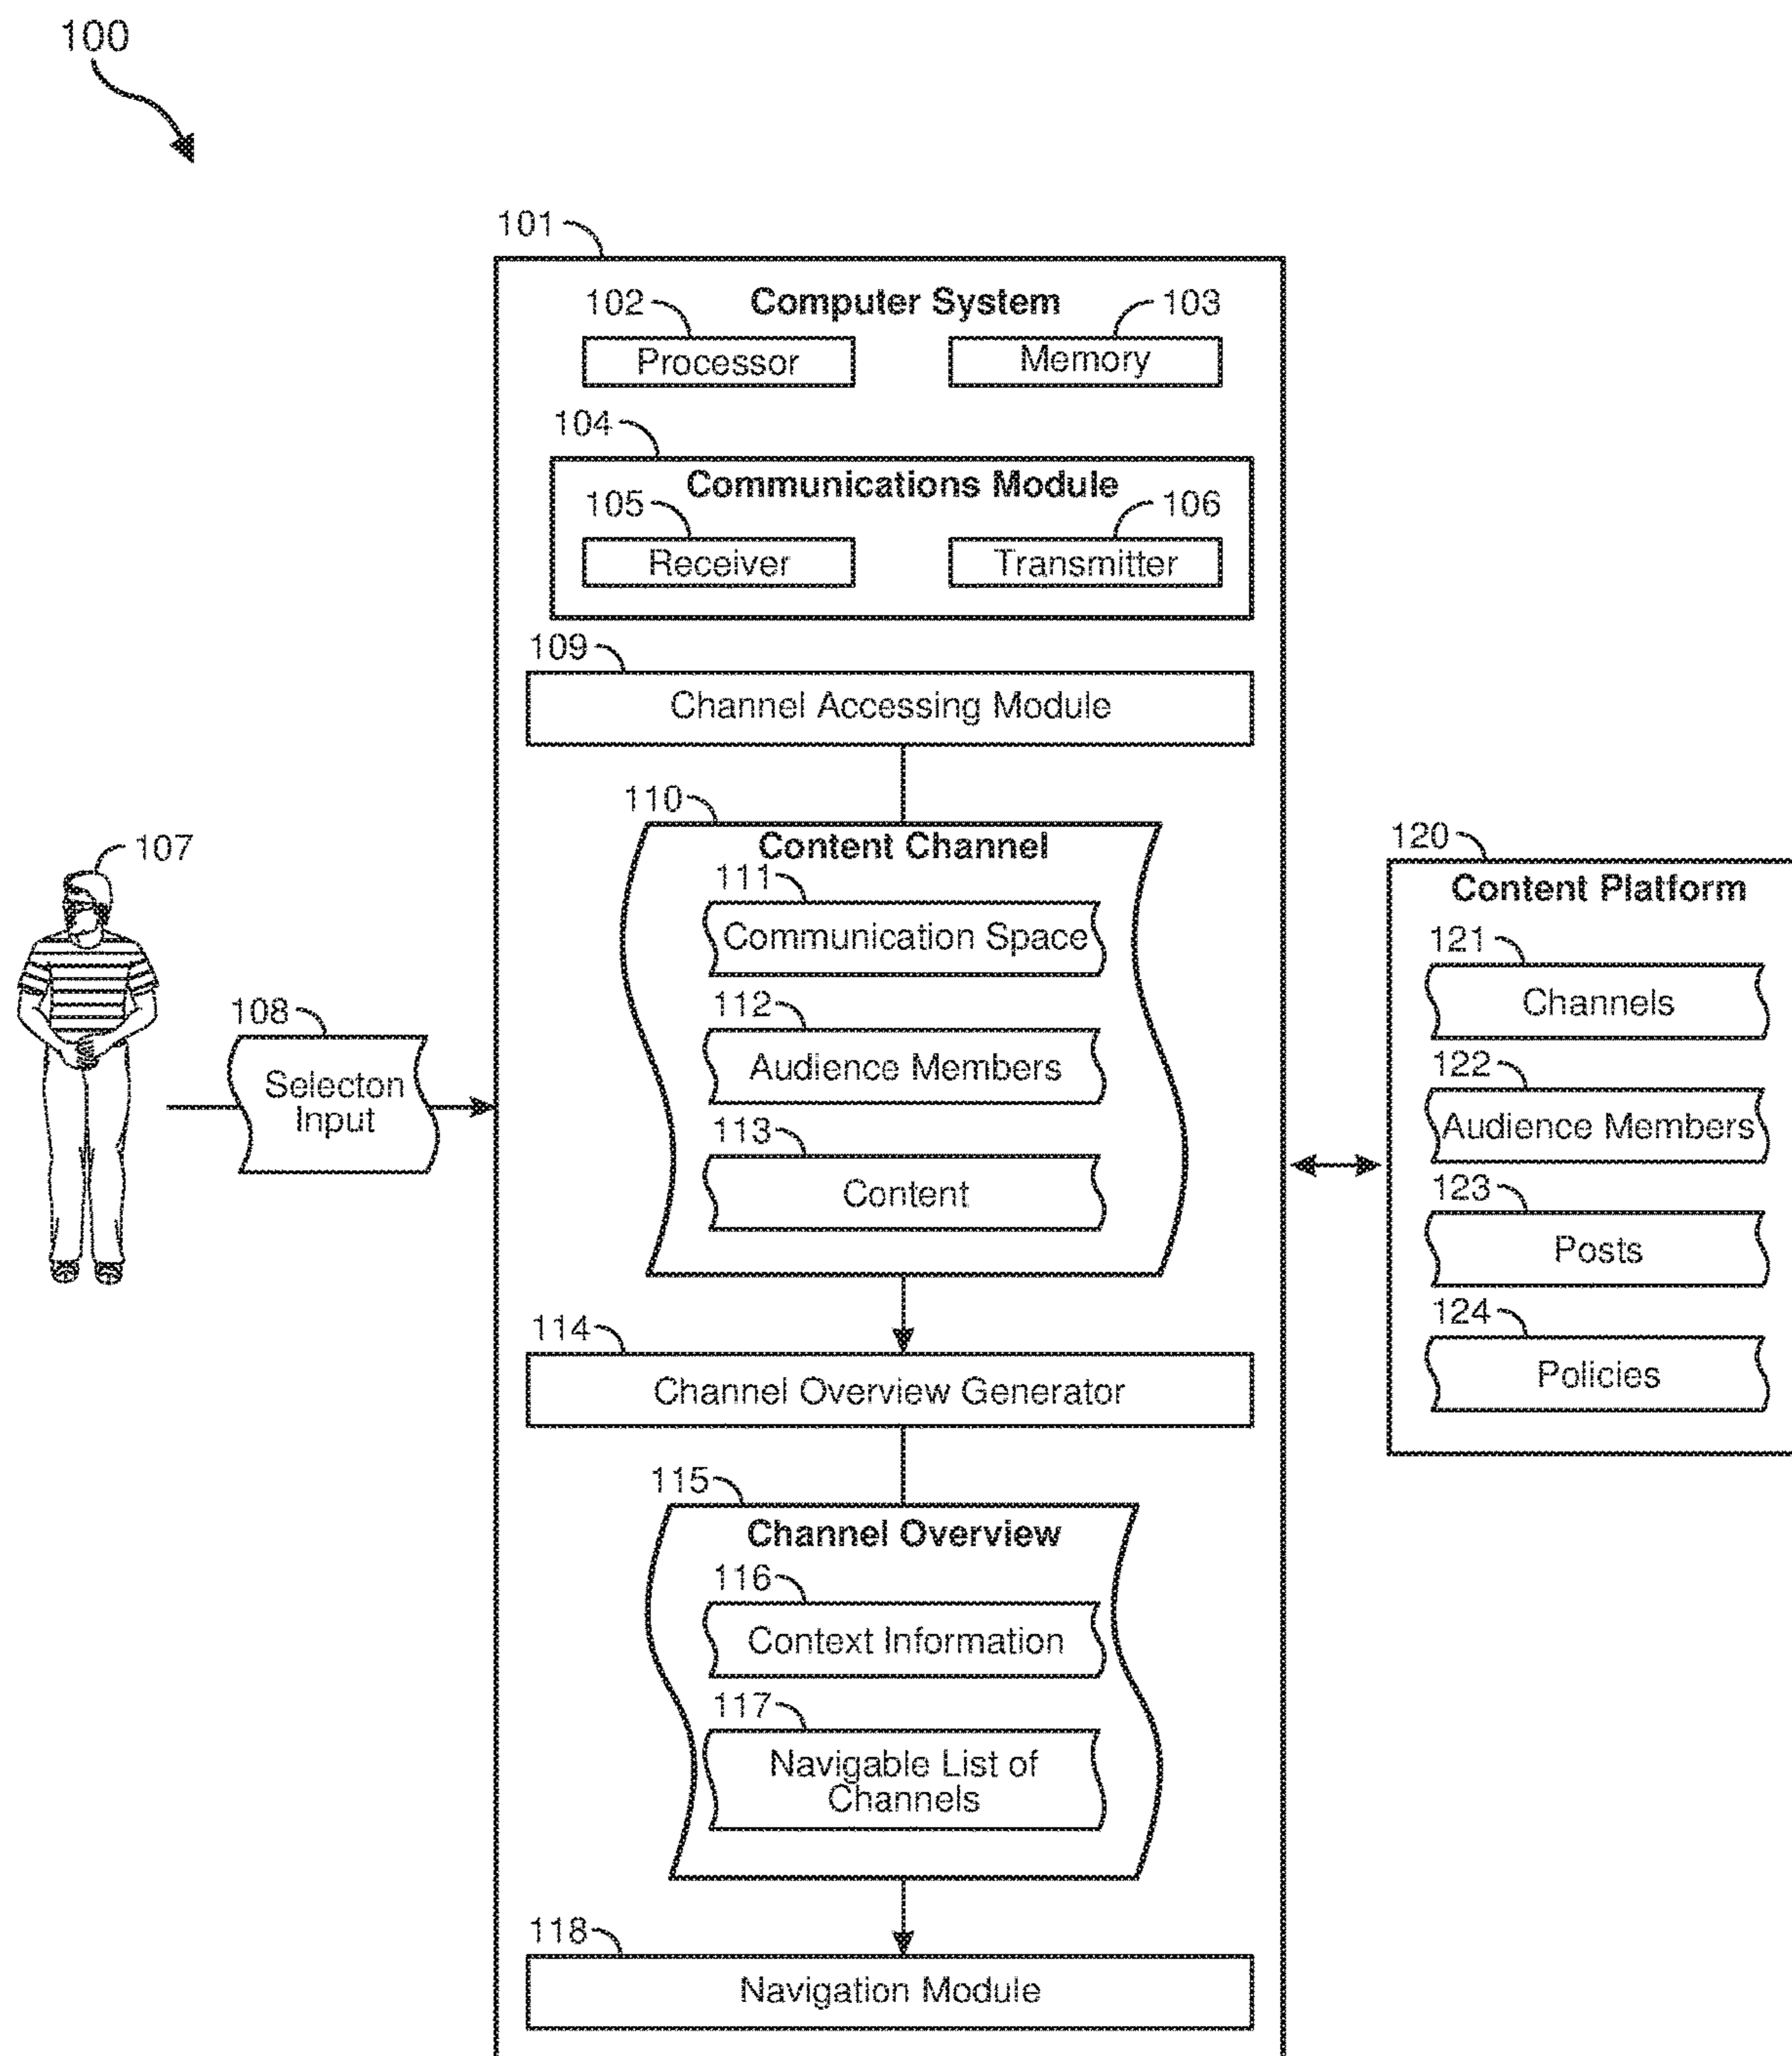 100
101
Computer System
102
103
Processor
Memory
104
Communications Module
105
106
Receiver
Transmitter
109
Channel Accessing Module
110
Content Channel
111
Communication Space
112
Audience Members
113
Content
107
108
Selecton
Input
114
Channel Overview Generator
115
Channel Overview
116
Context Information
117
Navigable List of
Channels
118
Navigation Module
120
Content Platform
121
Channels
122
Audience Members
123
Posts
124
Policies